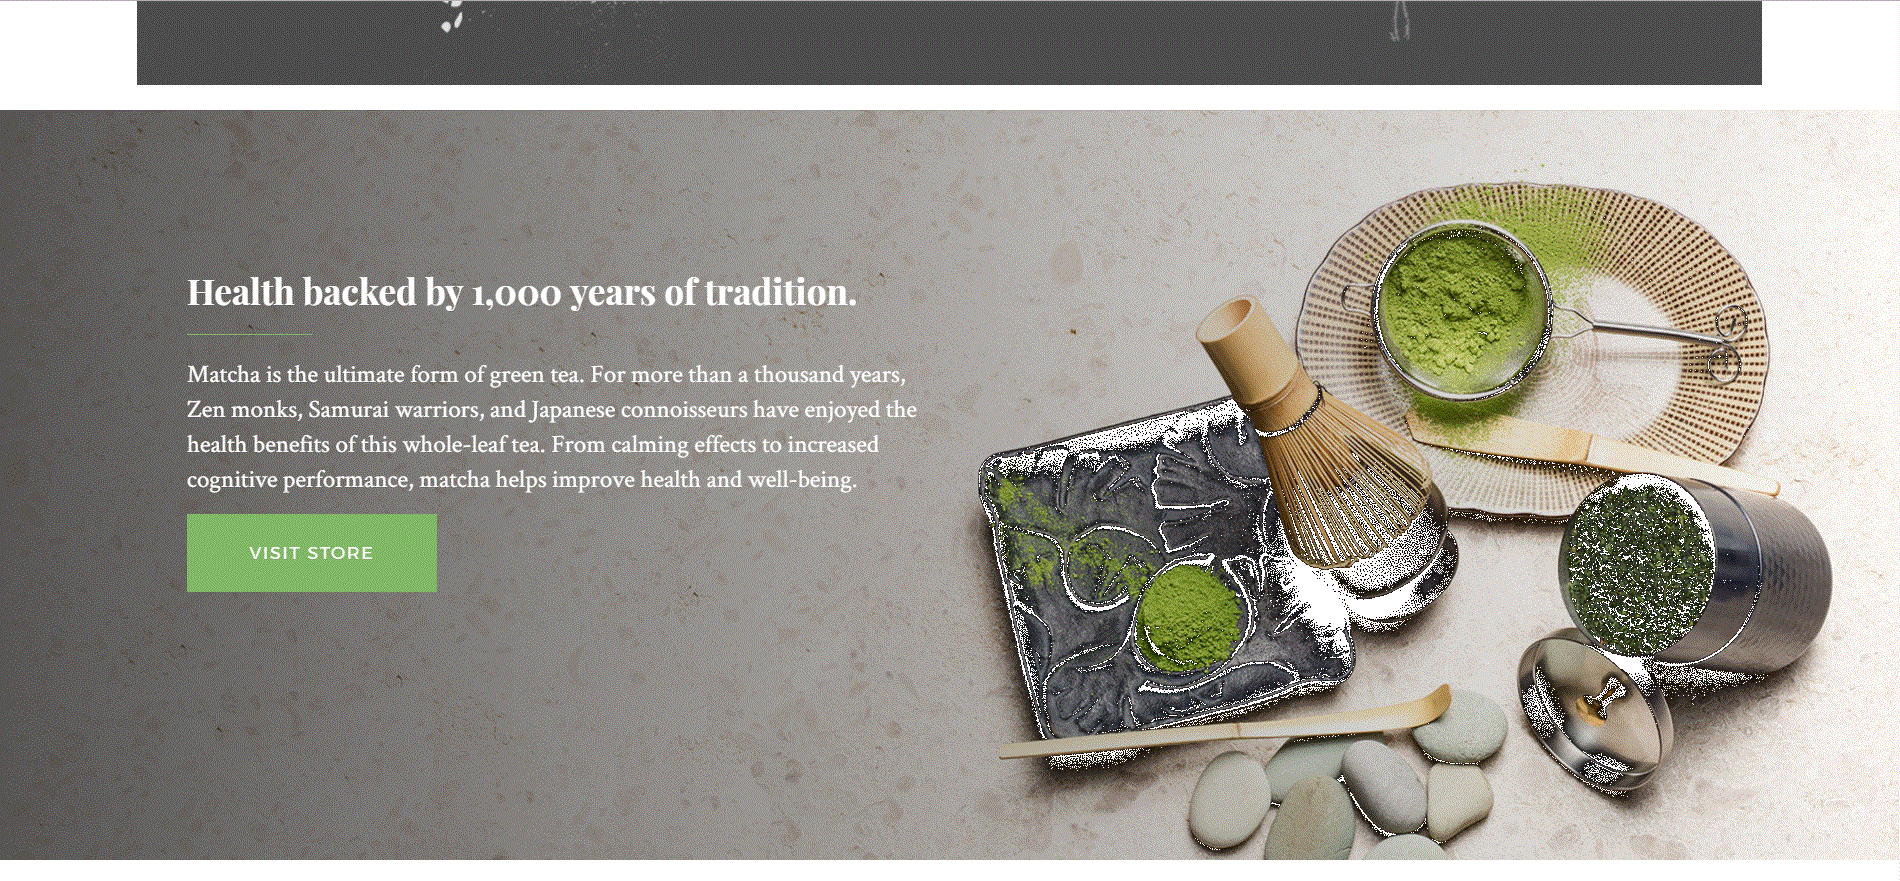 Health backed by 1,000 years of tradition.
Matcha is the ultimate form of green tea. For more than a thousand years,
Zen monks, Samurai warriors, and Japanese connoisseurs have enjoyed the
health benefits of this whole-leaf tea. From calming effects to increased
cognitive performance, matcha helps improve health and well-being.
VISIT STORE